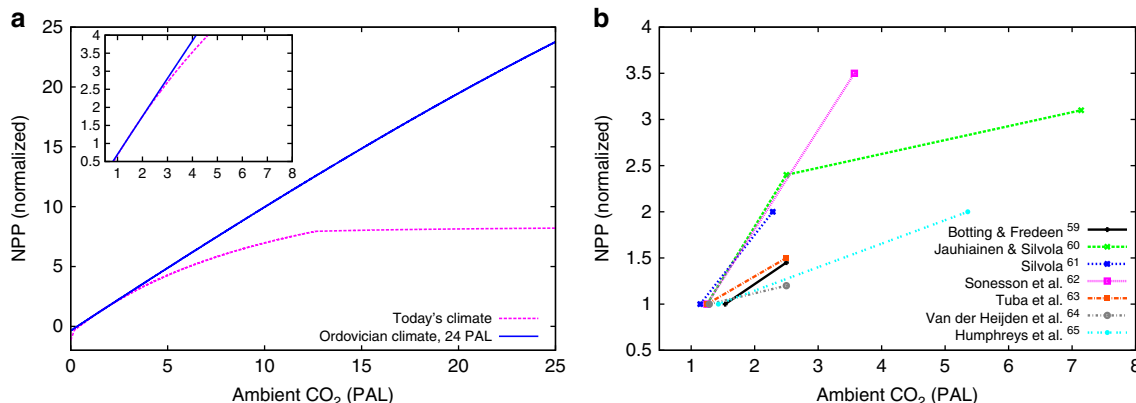 a
25
20
15
10
5
0
NPP (normalized)
4
3.5
3
2.5
2
1.5
1
0.5
1 2 3 4 5 6 7 8
Today's climate
Ordovician climate, 24 PAL
0 5 10 15 20 25
Ambient CO₂ (PAL)
b
4
3.5
3
2.5
2
1.5
1
0.5
NPP (normalized)
Botting & Fredeen 59
Jauhiainen & Silvola 60
Silvola 61
Sonesson et al. 62
Tuba et al. 63
Van der Heijden et al. 64
Humphreys et al. 65
1 2 3 4 5 6 7 8
Ambient CO₂ (PAL)